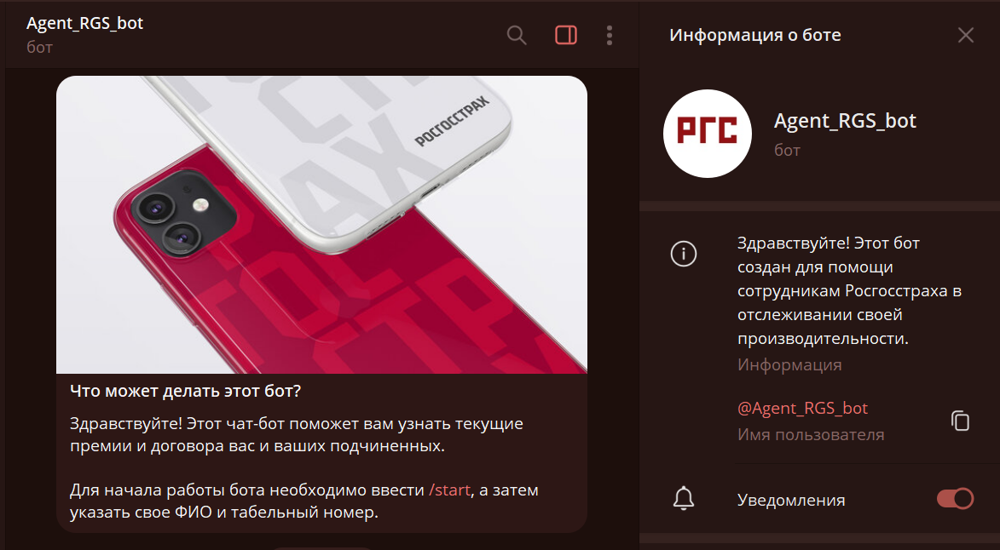 Agent_RGS_bot
бот
РОСГОССТРАХ
Что может делать этот бот?
Здравствуйте! Этот чат-бот поможет вам узнать текущие
премии и договора вас и ваших подчиненных.
Для начала работы бота необходимо ввести /start, а затем
указать свое ФИО и табельный номер.
Информация о боте
РГС
Agent_RGS_bot
бот
Здравствуйте! Этот бот
создан для помощи
сотрудникам Росгосстраха в
отслеживании своей
производительности.
Информация
@Agent_RGS_bot
Имя пользователя
Уведомления